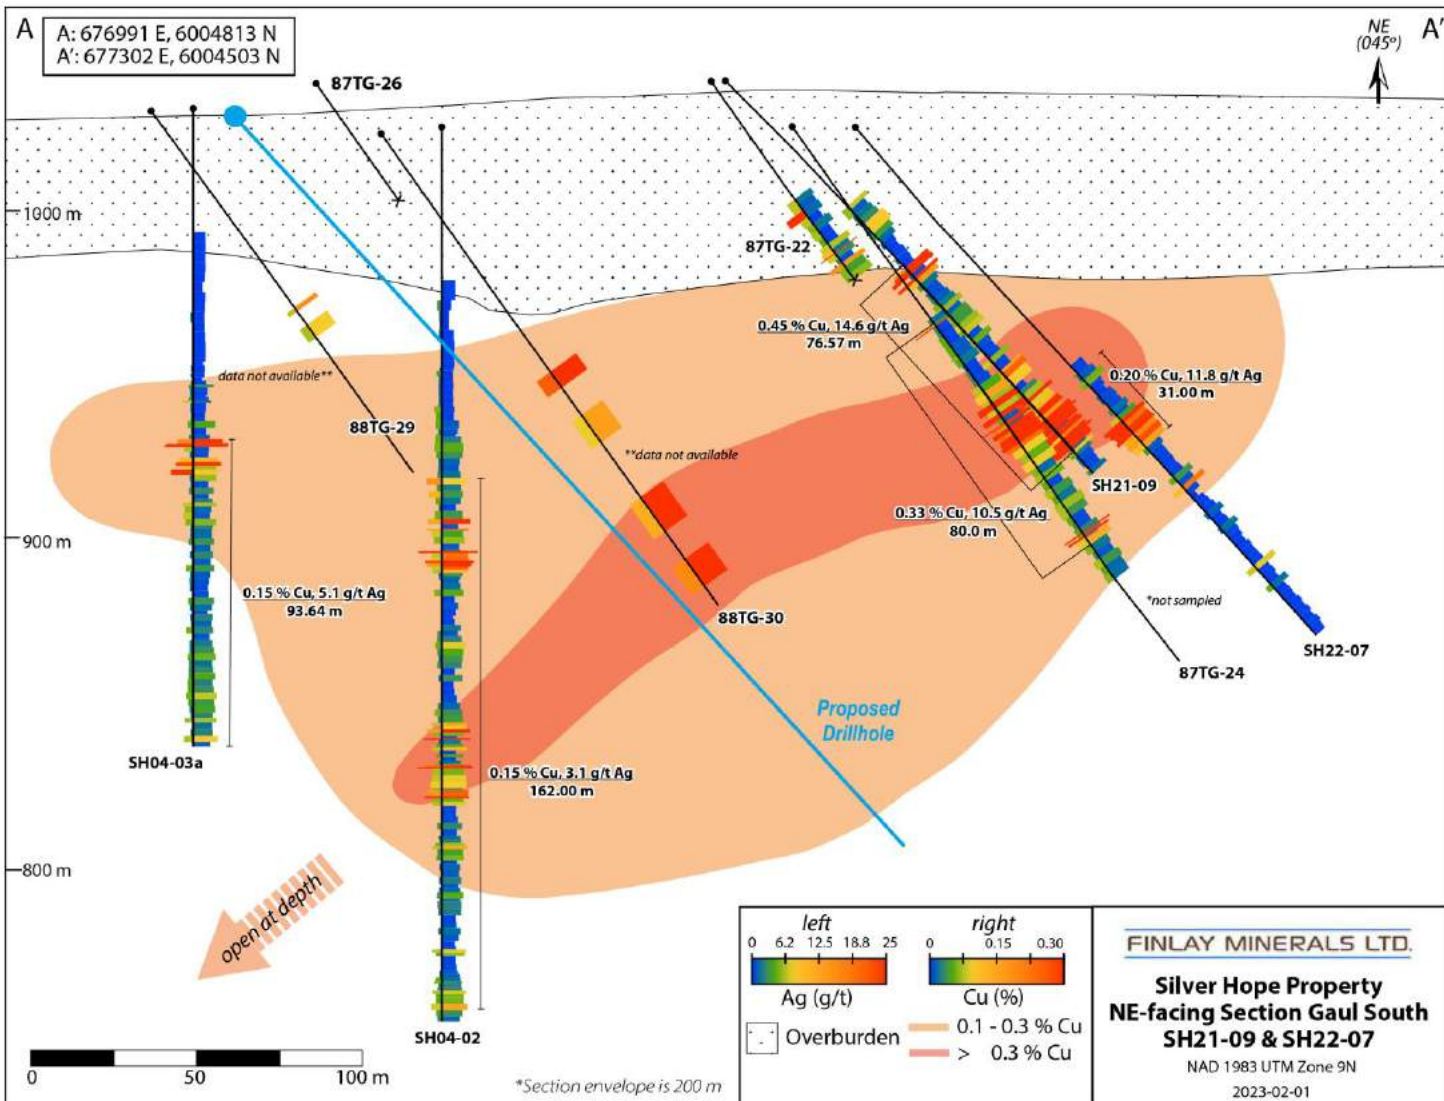 A
A: 676991 E, 6004813 N
A': 677302 E, 6004503 N
NE
(045°)
A'
87TG-26
1000 m
87TG-22
0.45 % Cu, 14.6 g/t Ag
76.57 m
0.20 % Cu, 11.8 g/t Ag
31.00 m
data not available**
88TG-29
**data not available
SH21-09
0.33 % Cu, 10.5 g/t Ag
80.0 m
900 m
0.15 % Cu, 5.1 g/t Ag
93.64 m
*not sampled
88TG-30
SH22-07
87TG-24
Proposed
Drillhole
SH04-03a
0.15 % Cu, 3.1 g/t Ag
162.00 m
800 m
open at depth
SH04-02
0 50 100 m
*Section envelope is 200 m
left right
0 6.2 12.5 18.8 25 0 0.15 0.30
Ag (g/t) Cu (%)
Overburden 0.1 - 0.3 % Cu
> 0.3 % Cu
FINLAY MINERALS LTD.
Silver Hope Property
NE-facing Section Gaul South
SH21-09 & SH22-07
NAD 1983 UTM Zone 9N
2023-02-01